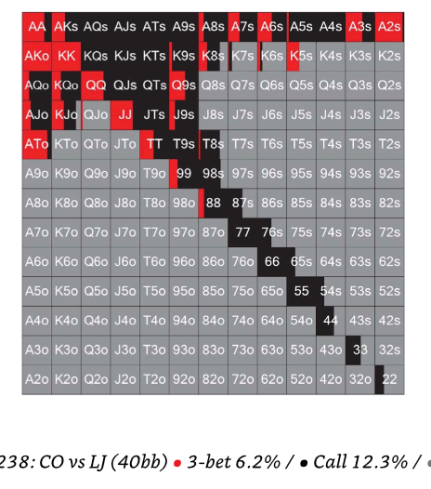 AA AKs AQs AJs ATs A9s A8s A7s A6s A5s A4s A3s A2s
AKo KK KQs KJs KTs K9s K8s K7s K6s K5s K4s K3s K2s
AQo KQo QQ QJs QTs Q9s Q8s Q7s Q6s Q5s Q4s Q3s Q2s
AJo KJo QJo JJ JTs J9s J8s J7s J6s J5s J4s J3s J2s
ATo KTo QTo JTo TT T9s T8s T7s T6s T5s T4s T3s T2s
A9o K9o Q9o J9o T9o 99 98s 97s 96s 95s 94s 93s 92s
A8o K8o Q8o J8o T8o 98o 88 87s 86s 85s 84s 83s 82s
A7o K7o Q7o J7o T7o 97o 87o 77 76s 75s 74s 73s 72s
A6o K6o Q6o J6o T6o 96o 86o 76o 66 65s 64s 63s 62s
A5o K5o Q5o J5o T5o 95o 85o 75o 65o 55 54s 53s 52s
A4o K4o Q4o J4o T4o 94o 84o 74o 64o 54o 44 43s 42s
A3o K3o Q3o J3o T3o 93o 83o 73o 63o 53o 43o 33 32s
A2o K2o Q2o J2o T2o 92o 82o 72o 62o 52o 42o 32o 22
238: CO vs LJ (40bb) • 3-bet 6.2% / • Call 12.3% / •